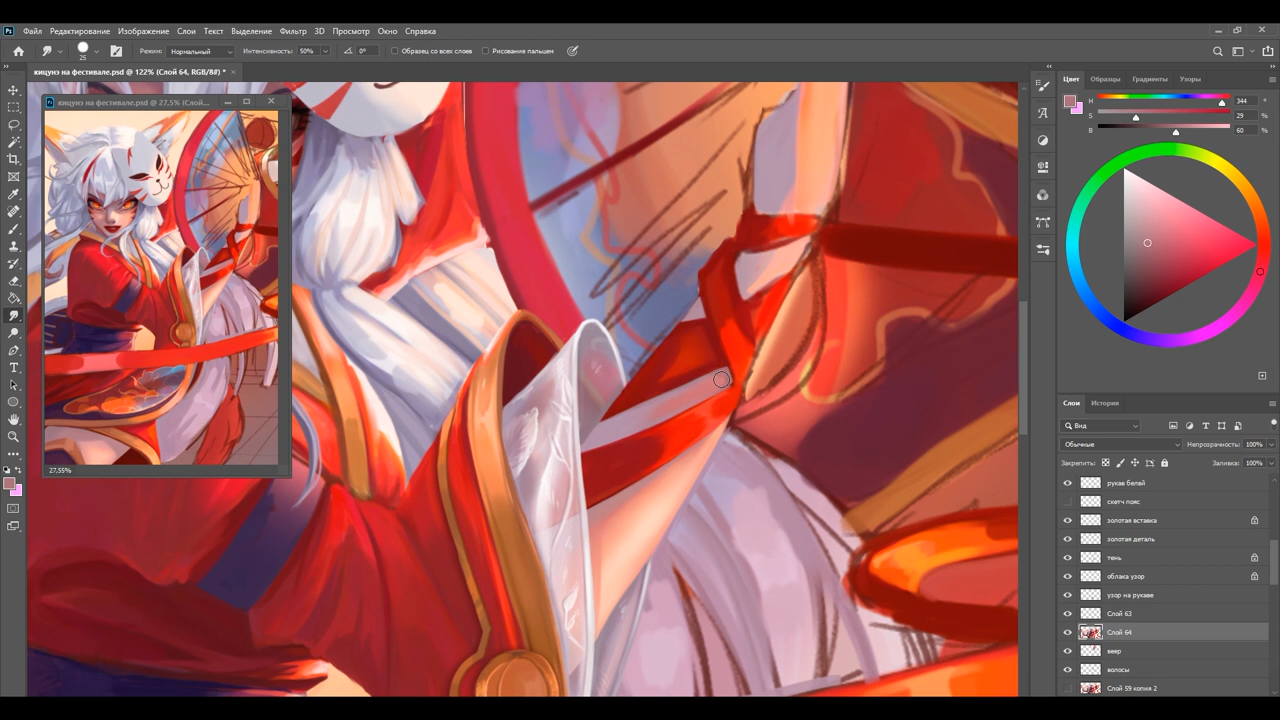 Ps Файл Редактирование Изображение Слои Текст Выделение Фильтр 3D Просмотр Окно Справка
25 Режим: Нормальный Интенсивность: 50% 0° Образец со всех слоев Рисование пальцем
кицунэ на фестивале.psd @ 122% (Слой 64, RGB/8#) *
кицунэ на фестивале.psd @ 27,5% (Слой...
27,55%
Цвет Образцы Градиенты Узоры
H 344 °
S 29 %
B 60 %
Слои История
Вид
Обычные Непрозрачность: 100%
Закрепить: Заливка: 100%
рукав белый
скетч пояс
золотая вставка
золотая деталь
тень
облака узор
узор на рукаве
Слой 63
Слой 64
веер
волосы
Слой 59 копия 2